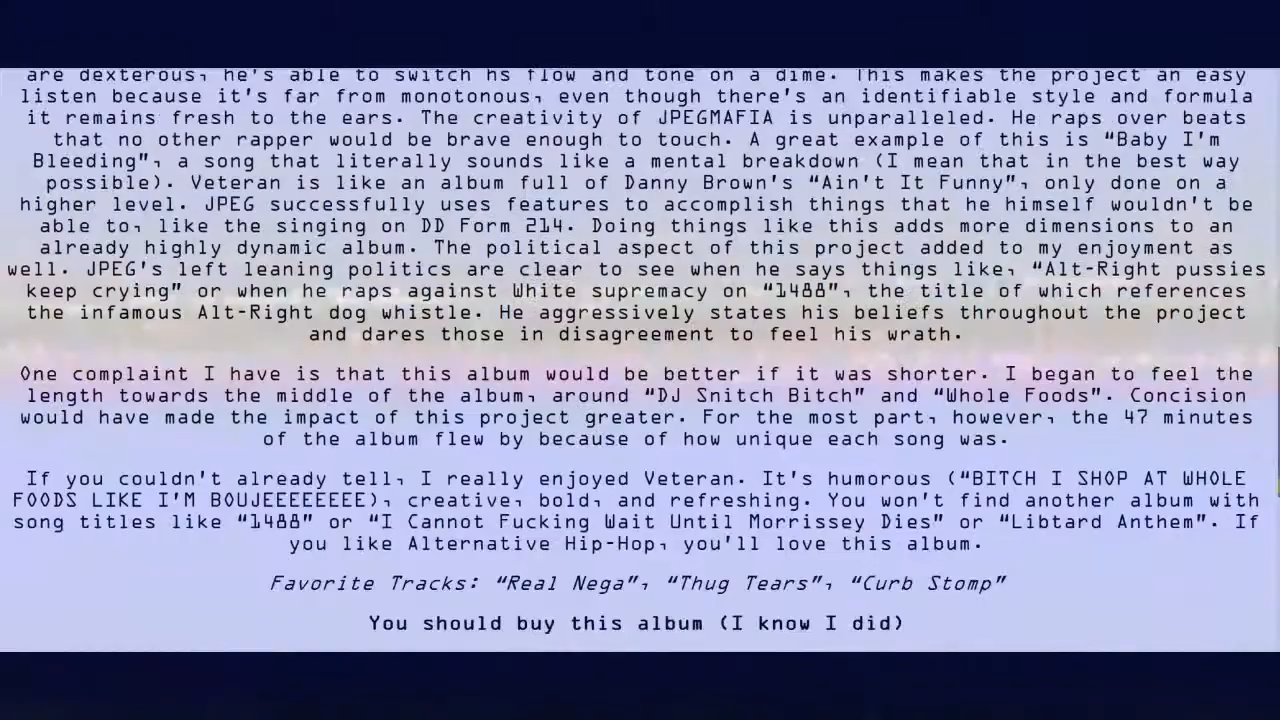 are dexterous, he's able to switch hs flow and tone on a dime. This makes the project an easy
listen because it's far from monotonous, even though there's an identifiable style and formula
it remains fresh to the ears. The creativity of JPEGMAFIA is unparalleled. He raps over beats
that no other rapper would be brave enough to touch. A great example of this is “Baby I'm
Bleeding”, a song that literally sounds like a mental breakdown (I mean that in the best way
possible). Veteran is like an album full of Danny Brown's “Ain't It Funny”, only done on a
higher level. JPEG successfully uses features to accomplish things that he himself wouldn't be
able to, like the singing on DD Form 214. Doing things like this adds more dimensions to an
already highly dynamic album. The political aspect of this project added to my enjoyment as
well. JPEG's left leaning politics are clear to see when he says things like, “Alt-Right pussies
keep crying” or when he raps against White supremacy on “1488”, the title of which references
the infamous Alt-Right dog whistle. He aggressively states his beliefs throughout the project
and dares those in disagreement to feel his wrath.
One complaint I have is that this album would be better if it was shorter. I began to feel the
length towards the middle of the album, around “DJ Snitch Bitch” and “Whole Foods”. Concision
would have made the impact of this project greater. For the most part, however, the 47 minutes
of the album flew by because of how unique each song was.
If you couldn't already tell, I really enjoyed Veteran. It's humorous (“BITCH I SHOP AT WHOLE
FOODS LIKE I'M BOUJEEEEEEEE), creative, bold, and refreshing. You won't find another album with
song titles like “1488” or “I Cannot Fucking Wait Until Morrissey Dies” or “Libtard Anthem”. If
you like Alternative Hip-Hop, you'll love this album.
Favorite Tracks: “Real Nega”, “Thug Tears”, “Curb Stomp”
You should buy this album (I know I did)